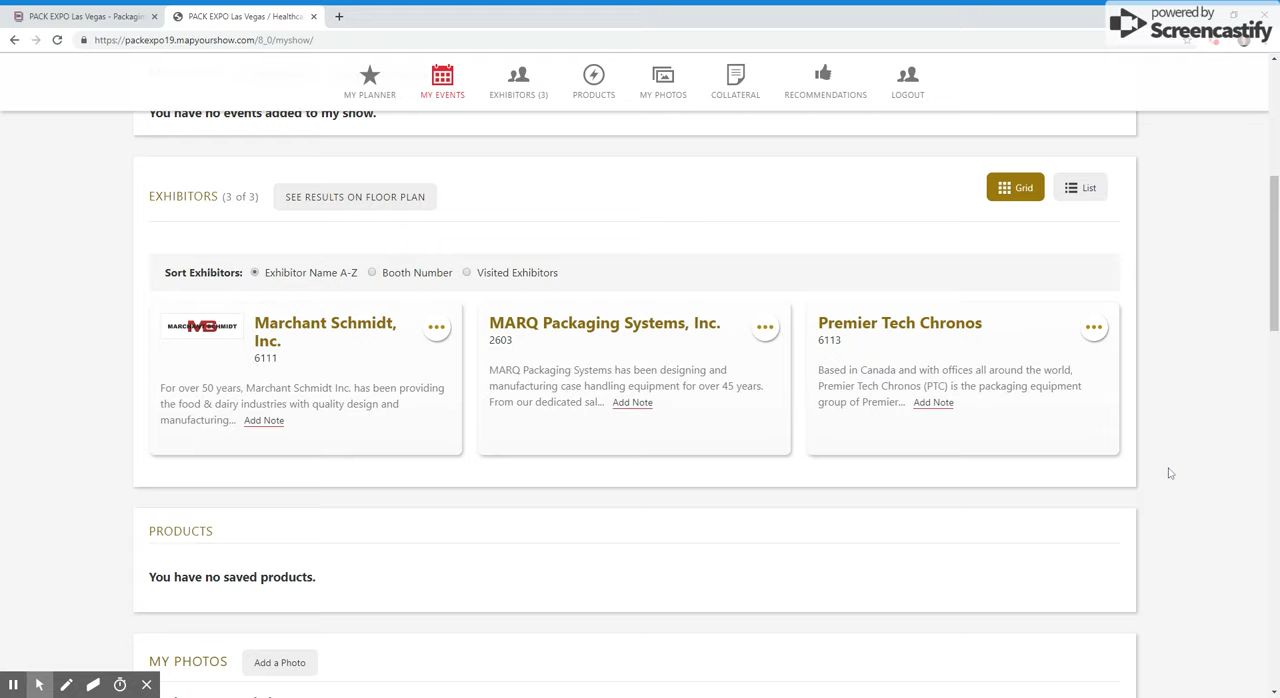 PACK EXPO Las Vegas - Packagin
PACK EXPO Las Vegas / Healthca
powered by
Screencastify
https://packexpo19.mapyourshow.com/8_0/myshow/
MY PLANNER
MY EVENTS
EXHIBITORS (3)
PRODUCTS
MY PHOTOS
COLLATERAL
RECOMMENDATIONS
LOGOUT
You have no events added to my show.
EXHIBITORS (3 of 3)
SEE RESULTS ON FLOOR PLAN
Grid
List
Sort Exhibitors: Exhibitor Name A-Z Booth Number Visited Exhibitors
MARCHANT SCHMIDT
MS
Marchant Schmidt,
Inc.
6111
For over 50 years, Marchant Schmidt Inc. has been providing
the food & dairy industries with quality design and
manufacturing... Add Note
MARQ Packaging Systems, Inc.
2603
MARQ Packaging Systems has been designing and
manufacturing case handling equipment for over 45 years.
From our dedicated sal... Add Note
Premier Tech Chronos
6113
Based in Canada and with offices all around the world,
Premier Tech Chronos (PTC) is the packaging equipment
group of Premier... Add Note
PRODUCTS
You have no saved products.
MY PHOTOS
Add a Photo